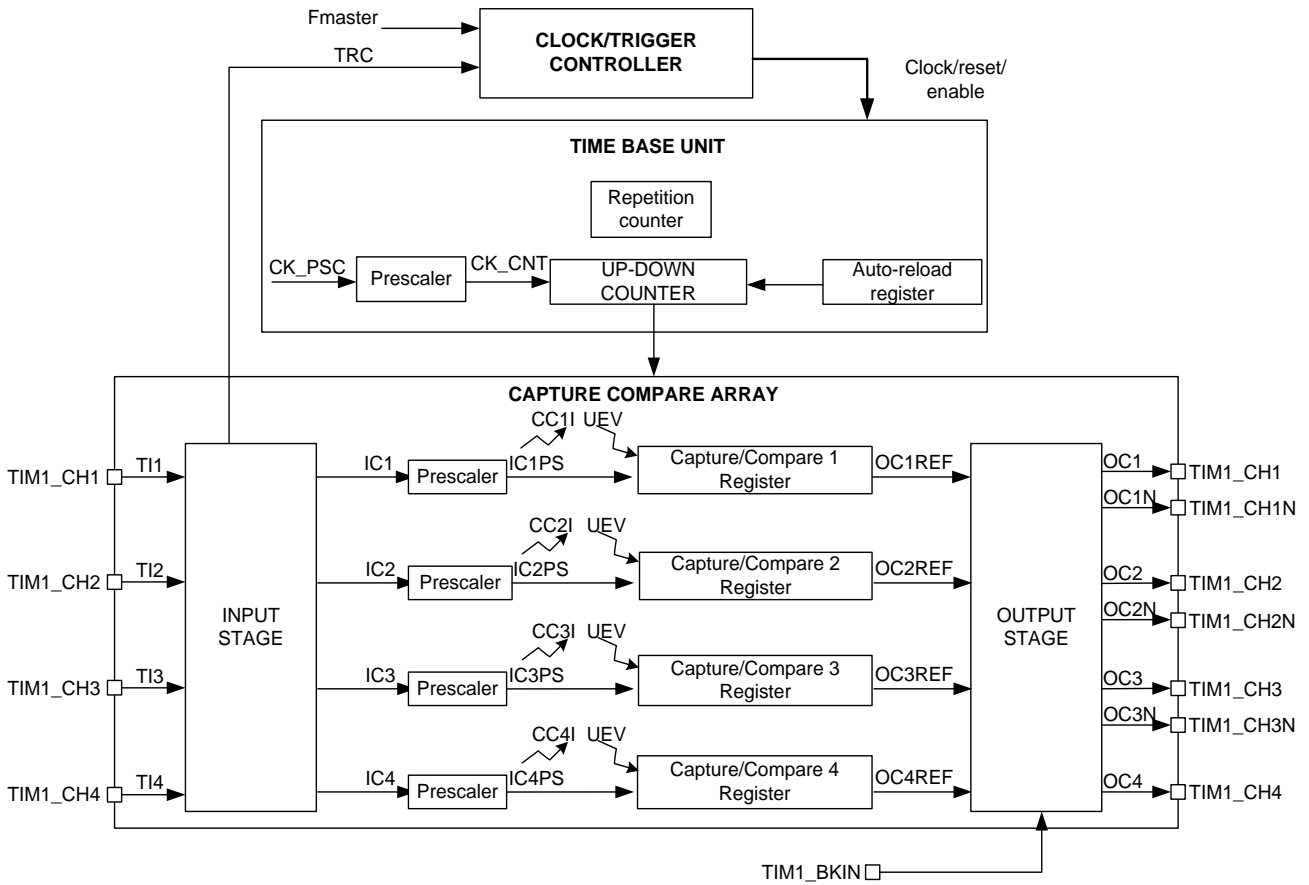 Fmaster
TRC
CLOCK/TRIGGER
CONTROLLER
Clock/reset/
enable
TIME BASE UNIT
Repetition
counter
CK_PSC
Prescaler
CK_CNT
UP-DOWN
COUNTER
Auto-reload
register
CAPTURE COMPARE ARRAY
TIM1_CH1
TI1
IC1
Prescaler
IC1PS
CC1I
UEV
Capture/Compare 1
Register
OC1REF
OC1
TIM1_CH1
OC1N
TIM1_CH1N
TIM1_CH2
TI2
IC2
Prescaler
IC2PS
CC2I
UEV
Capture/Compare 2
Register
OC2REF
OC2
TIM1_CH2
OC2N
TIM1_CH2N
INPUT
STAGE
OUTPUT
STAGE
TIM1_CH3
TI3
IC3
Prescaler
IC3PS
CC3I
UEV
Capture/Compare 3
Register
OC3REF
OC3
TIM1_CH3
OC3N
TIM1_CH3N
TIM1_CH4
TI4
IC4
Prescaler
IC4PS
CC4I
UEV
Capture/Compare 4
Register
OC4REF
OC4
TIM1_CH4
TIM1_BKIN